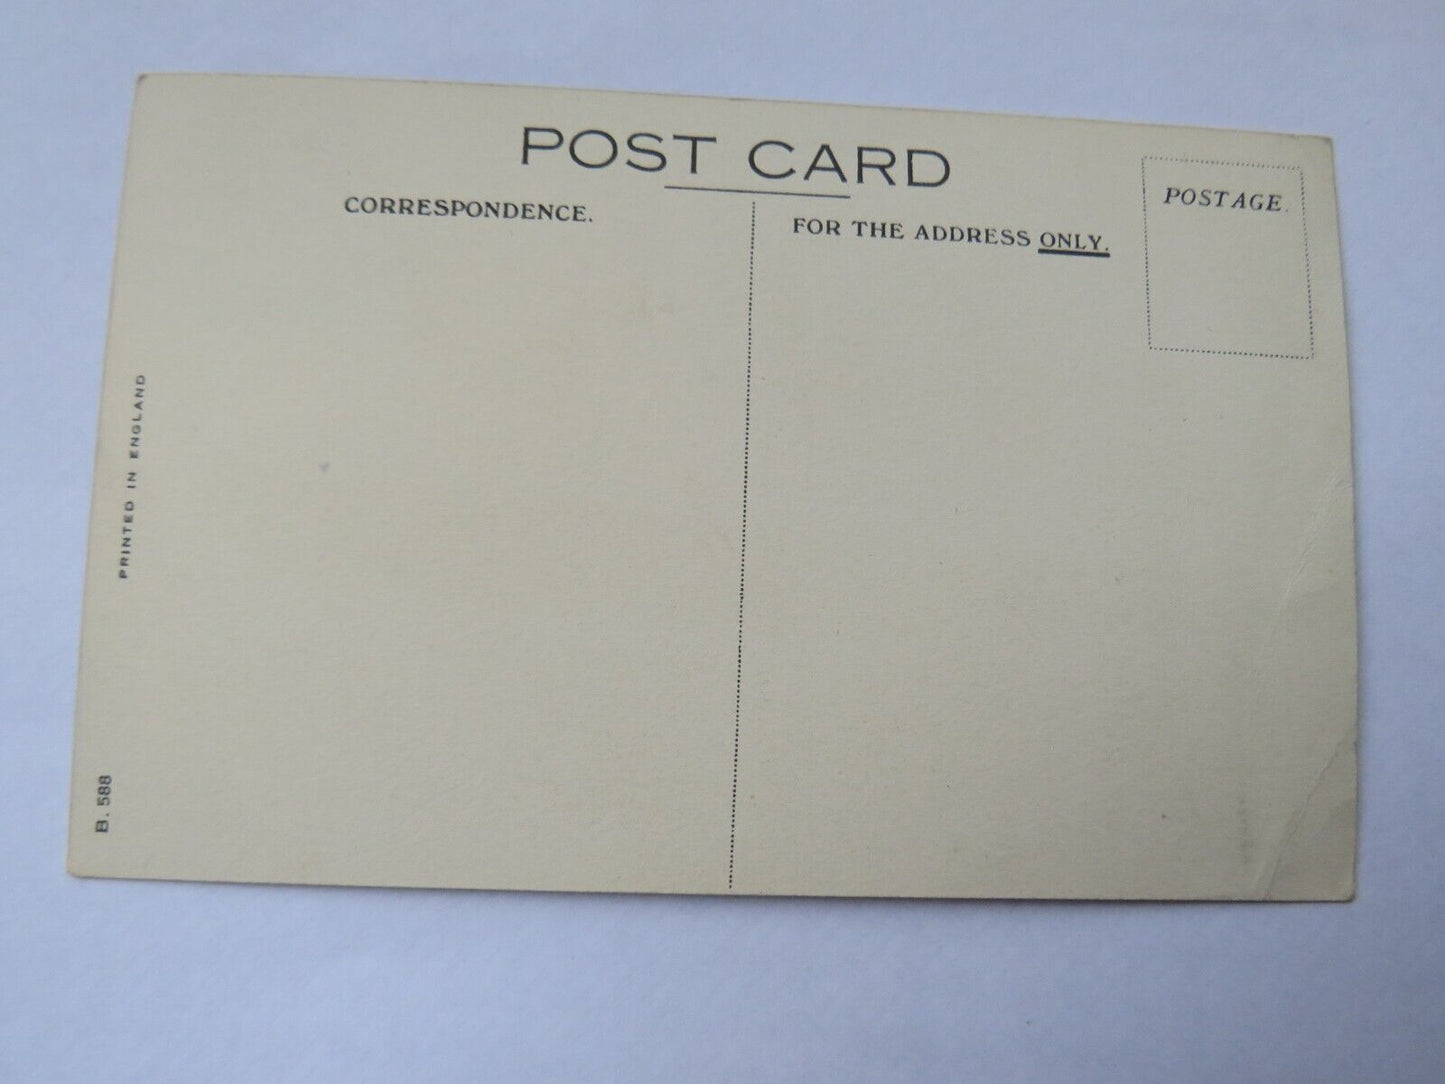 POST CARD
CORRESPONDENCE.
FOR THE ADDRESS ONLY.
POSTAGE.
PRINTED IN ENGLAND
B. 588